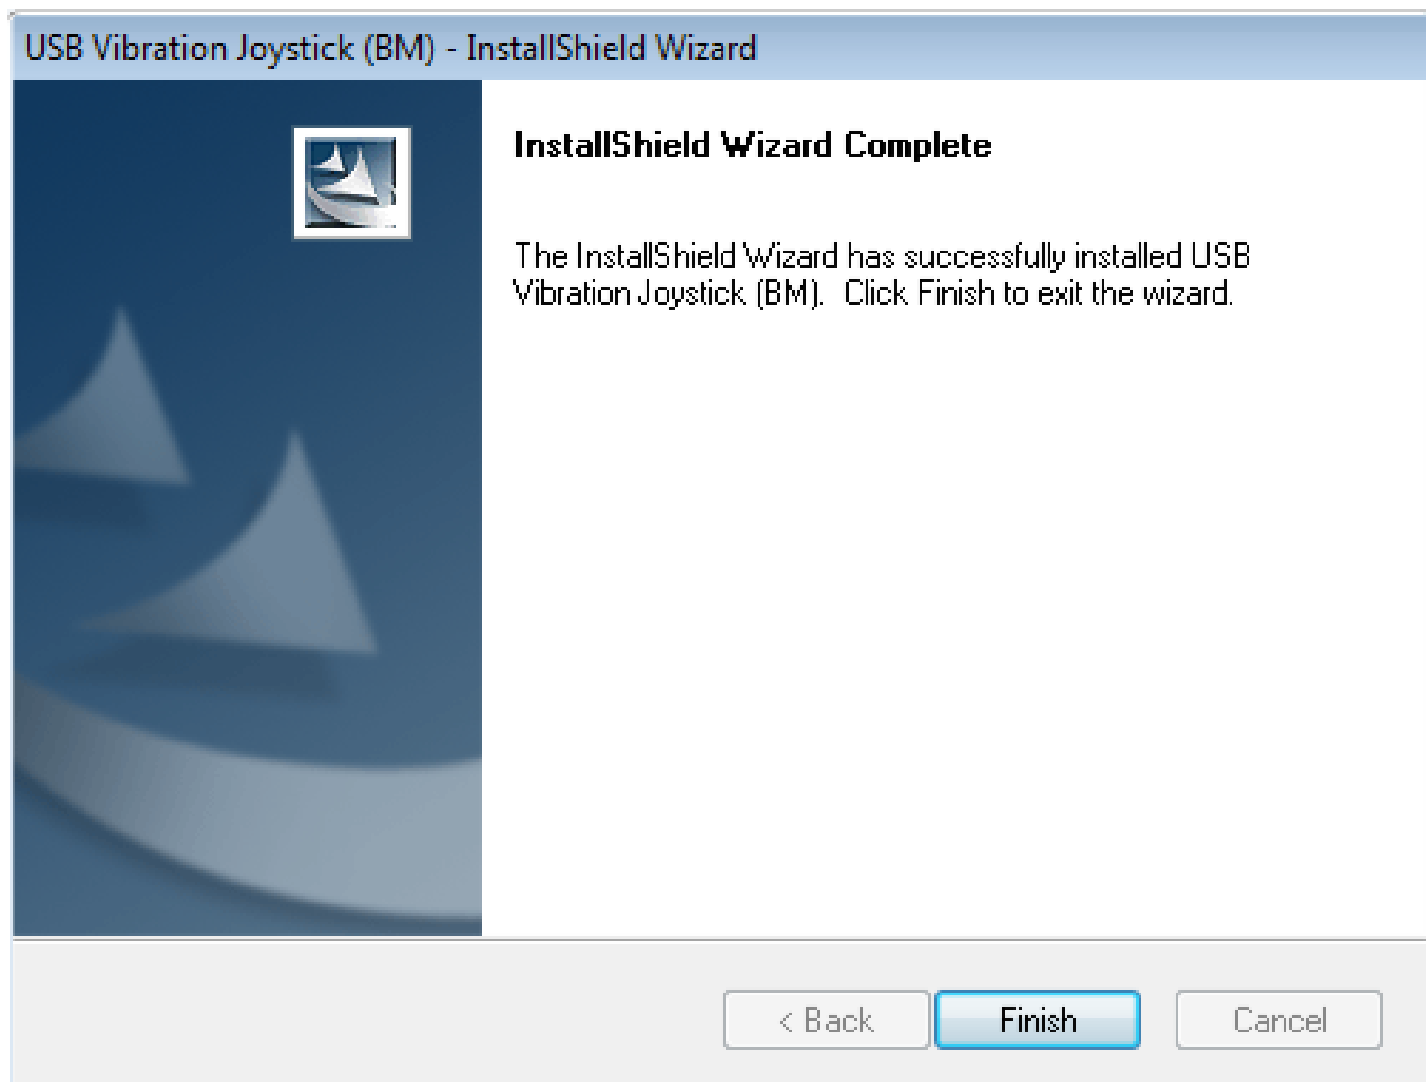 USB Vibration Joystick (BM) - InstallShield Wizard
InstallShield Wizard Complete
The InstallShield Wizard has successfully installed USB
Vibration Joystick (BM).  Click Finish to exit the wizard.
< Back
Finish
Cancel